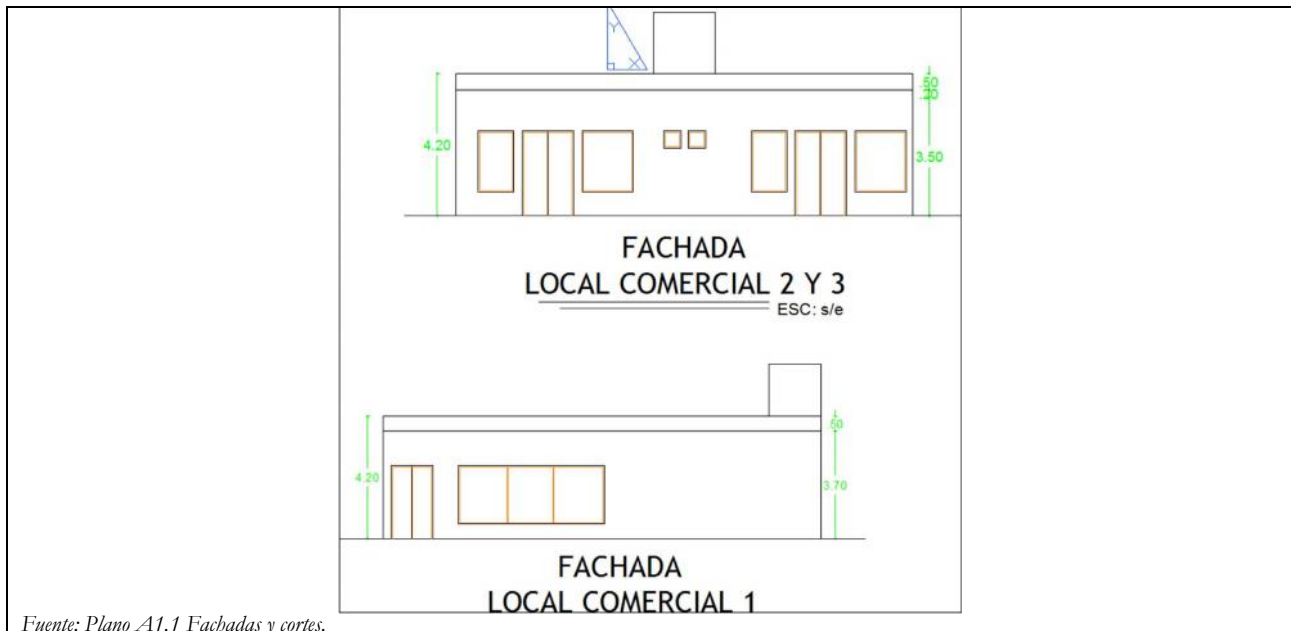 Y
X
.50
.20
4.20
3.50
FACHADA
LOCAL COMERCIAL 2 Y 3
ESC: s/e
.50
4.20
3.70
FACHADA
LOCAL COMERCIAL 1
Fuente: Plano A1.1 Fachadas y cortes.